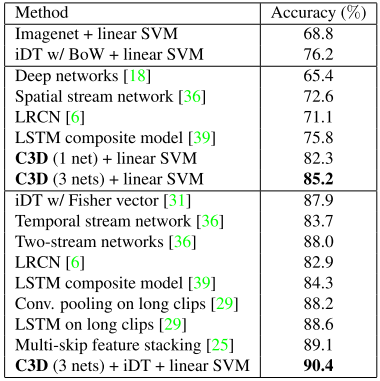 Method Accuracy (%)
Imagenet + linear SVM 68.8
iDT w/ BoW + linear SVM 76.2
Deep networks [18] 65.4
Spatial stream network [36] 72.6
LRCN [6] 71.1
LSTM composite model [39] 75.8
C3D (1 net) + linear SVM 82.3
C3D (3 nets) + linear SVM 85.2
iDT w/ Fisher vector [31] 87.9
Temporal stream network [36] 83.7
Two-stream networks [36] 88.0
LRCN [6] 82.9
LSTM composite model [39] 84.3
Conv. pooling on long clips [29] 88.2
LSTM on long clips [29] 88.6
Multi-skip feature stacking [25] 89.1
C3D (3 nets) + iDT + linear SVM 90.4